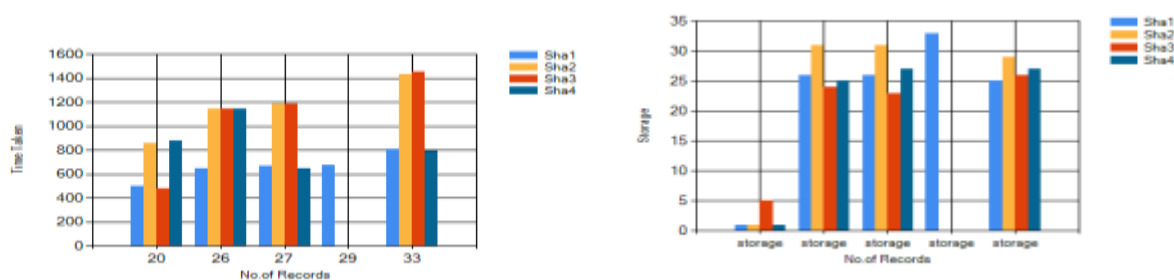 1600
1400
1200
1000
800
600
400
200
0
Time Taken
20 26 27 29 33
No.of Records
Sha1
Sha2
Sha3
Sha4
35
30
25
20
15
10
5
0
Storage
storage storage storage storage storage
No.of Records
Sha1
Sha2
Sha3
Sha4